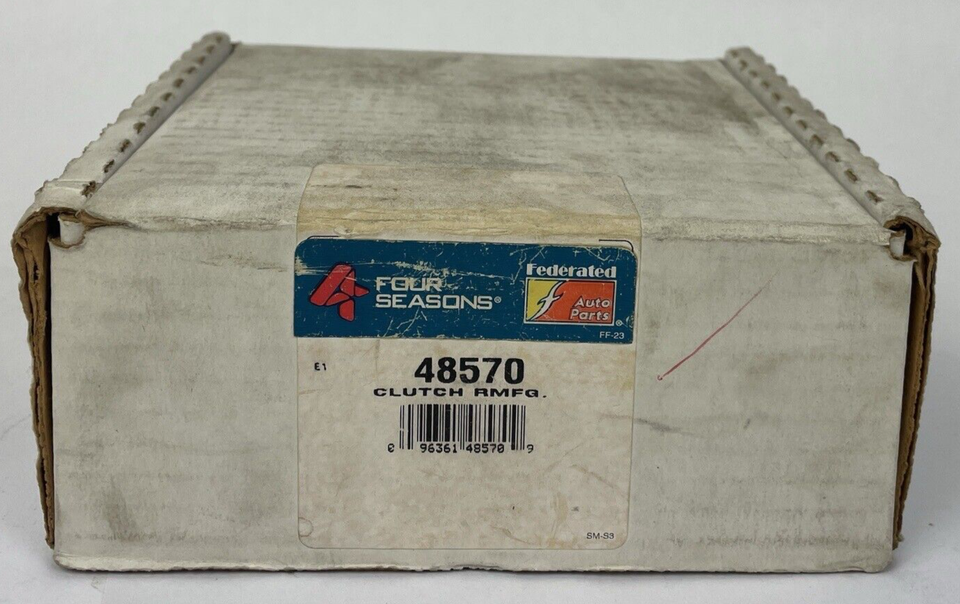 FOUR
SEASONS®
Federated
Auto
Parts®
FF-23
E1
48570
CLUTCH RMFG.
0 96361 48570 9
SM-S3